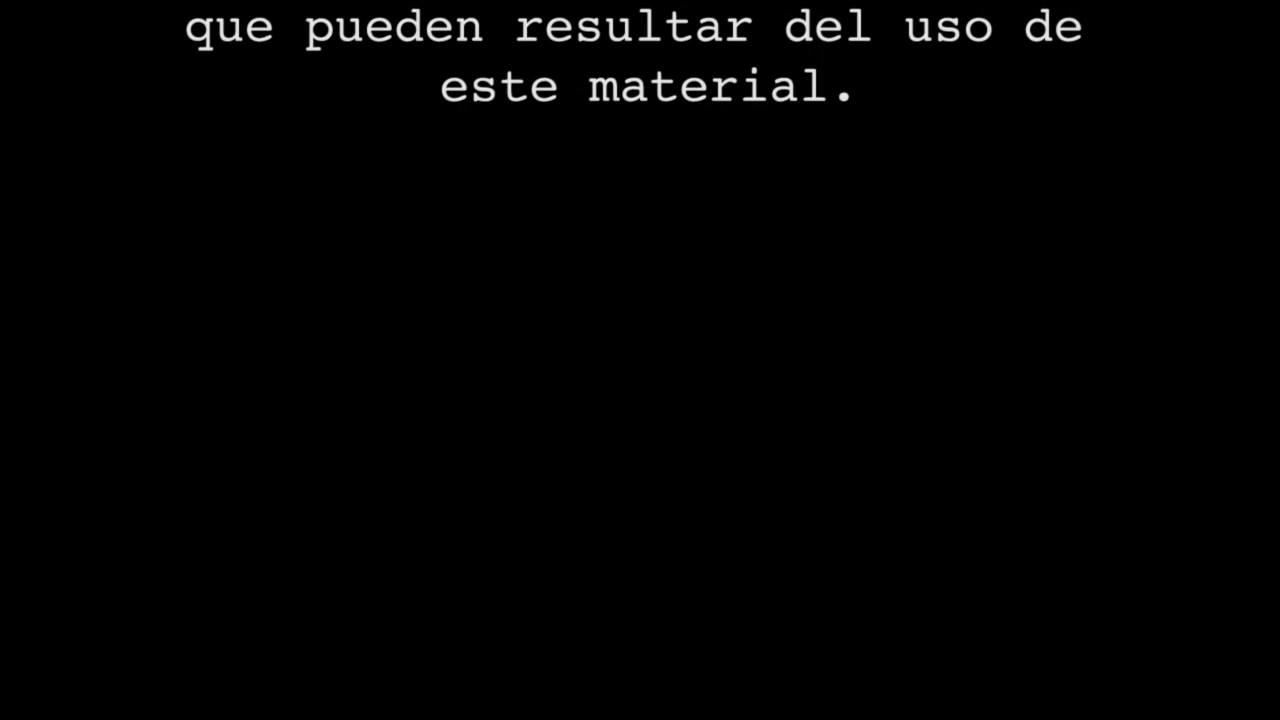 que pueden resultar del uso de
este material.